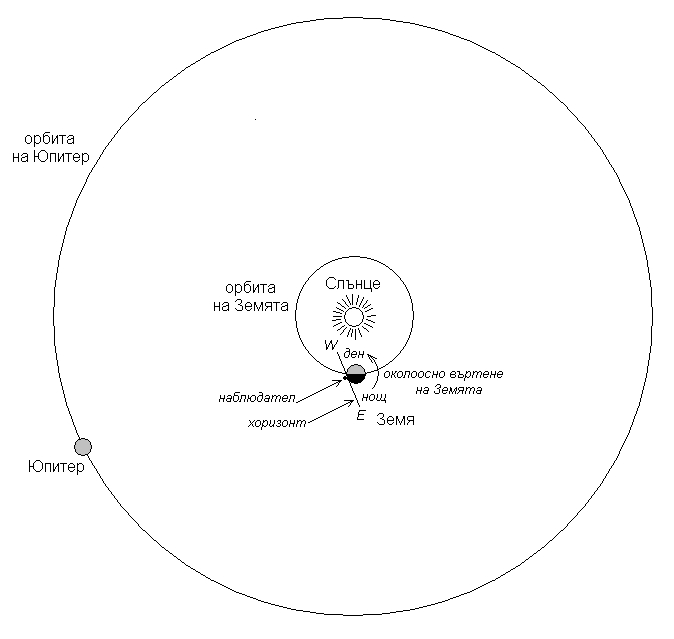 орбита
на Юпитер
орбита
на Земята
Слънце
W
ден
околоосно въртене
на Земята
наблюдател
нощ
хоризонт
E
Земя
Юпитер